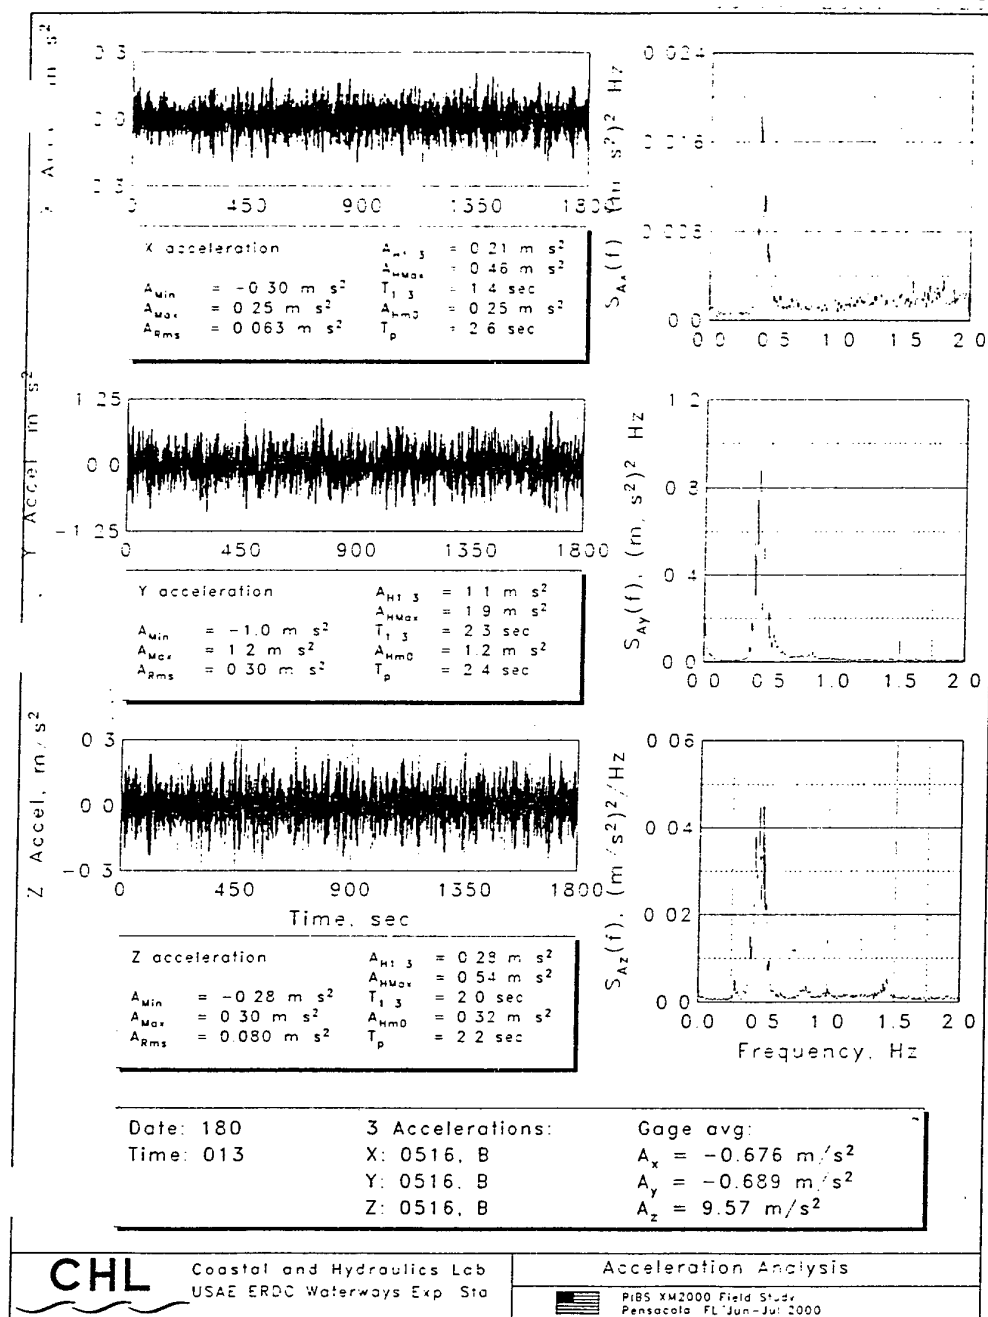 X Accel m s²
0 3
0 0
0 3
0 450 900 1350 1800
S_Ax(f) (m s²)² Hz
0 024
0 016
0 008
0 0
0 0 0 5 1 0 1 5 2 0
X acceleration
A_Min = -0 30 m s²
A_Max = 0 25 m s²
A_Rms = 0 063 m s²
A_H1 3 = 0 21 m s²
A_HMax = 0 46 m s²
T_1 3 = 1 4 sec
A_Hm0 = 0 25 m s²
T_p = 2 6 sec
Y Accel m s²
1 25
0 0
-1 25
0 450 900 1350 1800
S_Ay(f), (m, s²)² Hz
1 2
0 8
0 4
0 0
0 0 0 5 1.0 1 5 2 0
Y acceleration
A_Min = -1.0 m s²
A_Max = 1 2 m s²
A_Rms = 0 30 m s²
A_H1 3 = 1 1 m s²
A_HMax = 1 9 m s²
T_1 3 = 2 3 sec
A_Hm0 = 1.2 m s²
T_p = 2 4 sec
Z Accel, m/s²
0 3
0 0
-0 3
0 450 900 1350 1800
Time, sec
S_Az(f), (m/s²)²/Hz
0 06
0 04
0 02
0 0
0.0 0 5 1 0 1.5 2 0
Frequency, Hz
Z acceleration
A_Min = -0.28 m s²
A_Max = 0 30 m s²
A_Rms = 0.080 m s²
A_H1 3 = 0 28 m s²
A_HMax = 0 54 m s²
T_1 3 = 2 0 sec
A_Hm0 = 0 32 m s²
T_p = 2 2 sec
Date: 180
Time: 013
3 Accelerations:
X: 0516, B
Y: 0516, B
Z: 0516, B
Gage avg:
A_x = -0.676 m/s²
A_y = -0.689 m/s²
A_z = 9.57 m/s²
CHL
Coastal and Hydraulics Lab
USAE ERDC Waterways Exp Sta
Acceleration Analysis
PIBS XM2000 Field Study
Pensacola FL Jun-Jul 2000